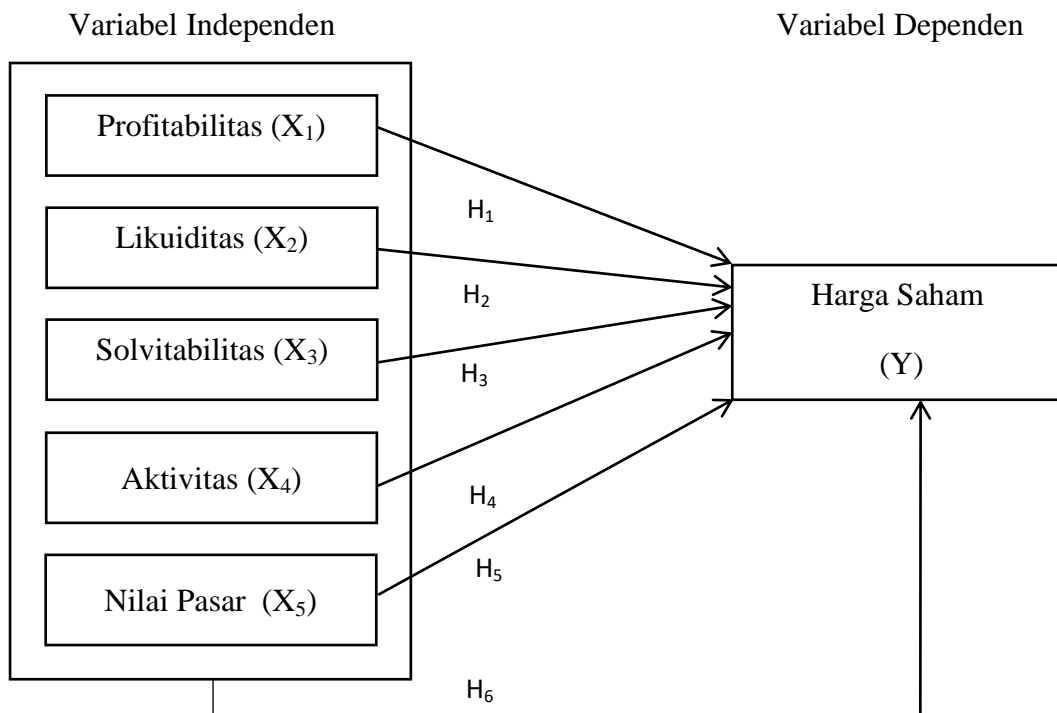 Variabel Independen
Variabel Dependen
Profitabilitas (X₁)
H₁
Likuiditas (X₂)
H₂
Harga Saham
(Y)
Solvitabilitas (X₃)
H₃
Aktivitas (X₄)
H₄
H₅
Nilai Pasar (X₅)
H₆